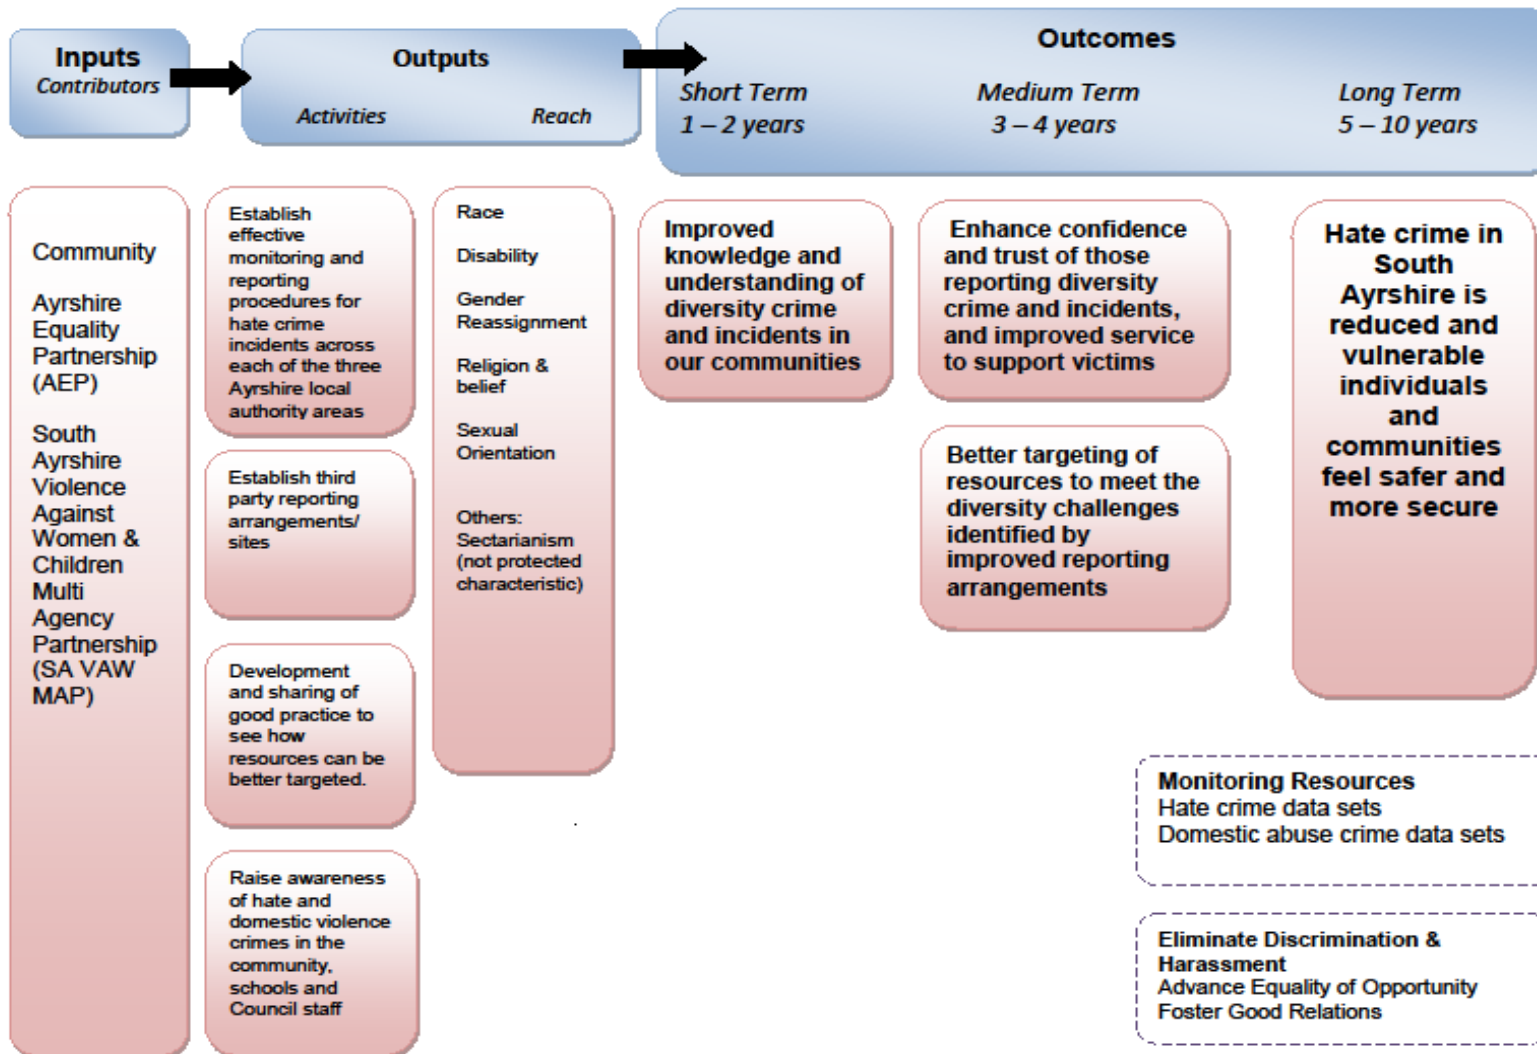 Inputs
Contributors
Outputs
Activities
Reach
Outcomes
Short Term
1 – 2 years
Medium Term
3 – 4 years
Long Term
5 – 10 years
Community
Ayrshire
Equality
Partnership
(AEP)
South
Ayrshire
Violence
Against
Women &
Children
Multi
Agency
Partnership
(SA VAW
MAP)
Establish
effective
monitoring and
reporting
procedures for
hate crime
incidents across
each of the three
Ayrshire local
authority areas
Establish third
party reporting
arrangements/
sites
Development
and sharing of
good practice to
see how
resources can be
better targeted.
Raise awareness
of hate and
domestic violence
crimes in the
community,
schools and
Council staff
Race
Disability
Gender
Reassignment
Religion &
belief
Sexual
Orientation
Others:
Sectarianism
(not protected
characteristic)
Improved
knowledge and
understanding of
diversity crime
and incidents in
our communities
Enhance confidence
and trust of those
reporting diversity
crime and incidents,
and improved service
to support victims
Better targeting of
resources to meet the
diversity challenges
identified by
improved reporting
arrangements
Hate crime in
South
Ayrshire is
reduced and
vulnerable
individuals
and
communities
feel safer and
more secure
Monitoring Resources
Hate crime data sets
Domestic abuse crime data sets
Eliminate Discrimination &
Harassment
Advance Equality of Opportunity
Foster Good Relations